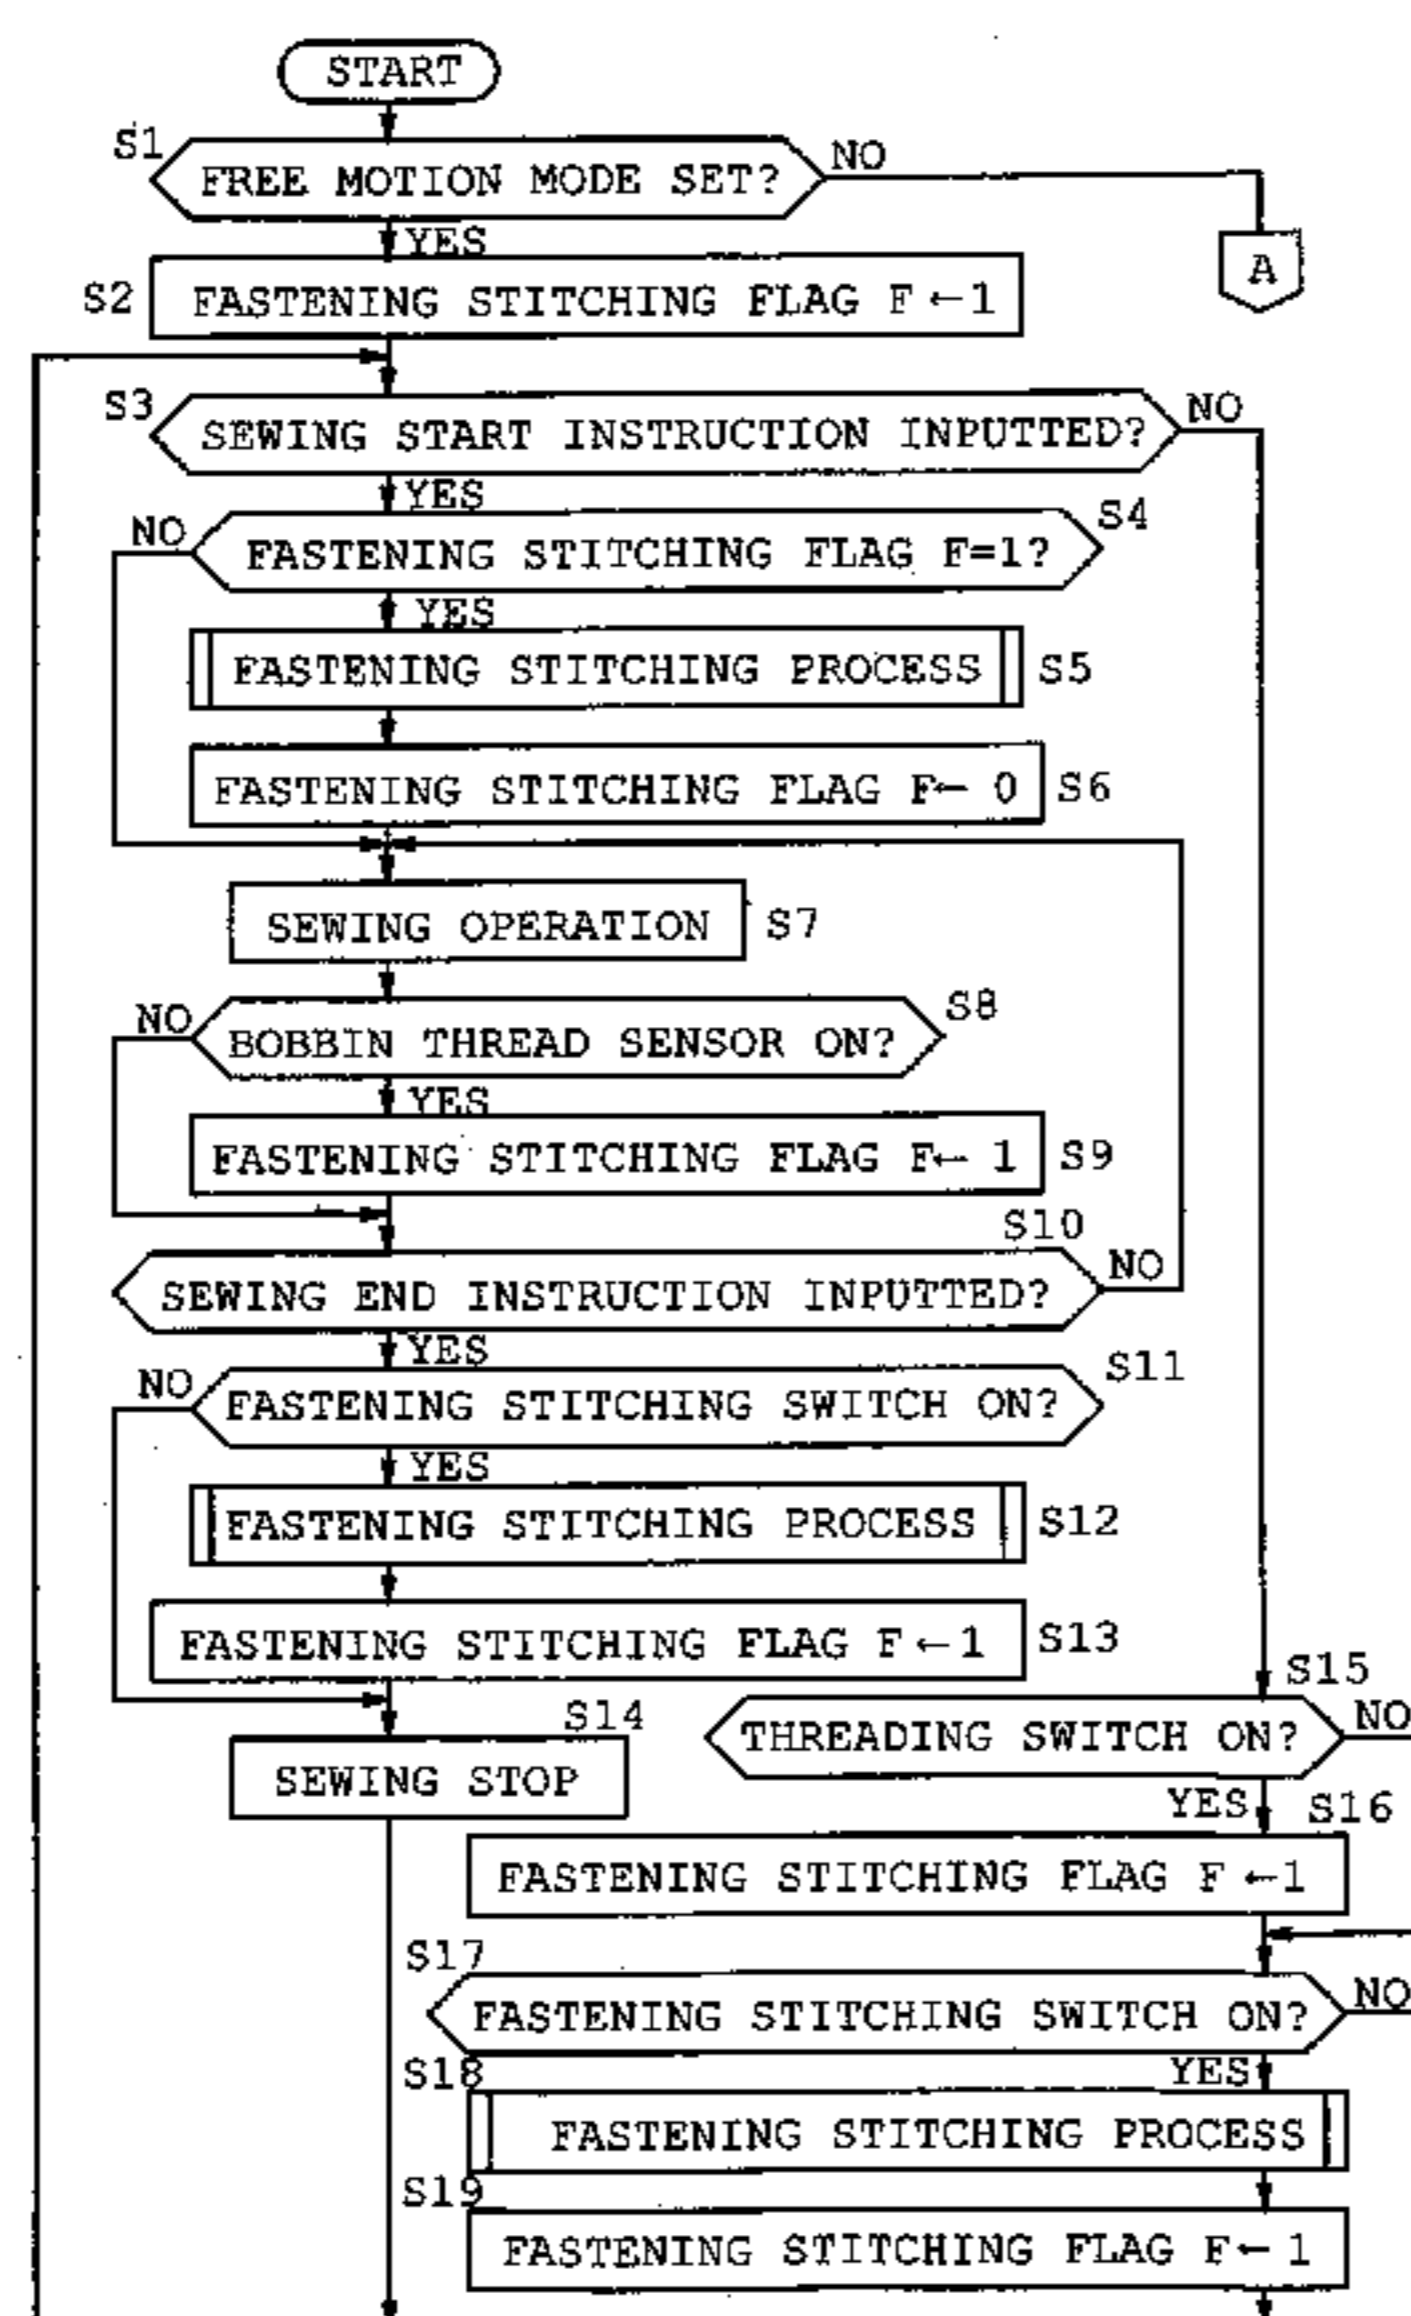 START
S1
FREE MOTION MODE SET?
NO
YES
A
S2
FASTENING STITCHING FLAG F←1
S3
SEWING START INSTRUCTION INPUTTED?
NO
YES
S4
NO
FASTENING STITCHING FLAG F=1?
YES
FASTENING STITCHING PROCESS
S5
FASTENING STITCHING FLAG F← 0
S6
SEWING OPERATION
S7
S8
NO
BOBBIN THREAD SENSOR ON?
YES
FASTENING STITCHING FLAG F← 1
S9
S10
SEWING END INSTRUCTION INPUTTED?
NO
YES
S11
NO
FASTENING STITCHING SWITCH ON?
YES
FASTENING STITCHING PROCESS
S12
FASTENING STITCHING FLAG F←1
S13
S14
SEWING STOP
S15
THREADING SWITCH ON?
NO
YES
S16
FASTENING STITCHING FLAG F ←1
S17
FASTENING STITCHING SWITCH ON?
NO
YES
S18
FASTENING STITCHING PROCESS
S19
FASTENING STITCHING FLAG F← 1